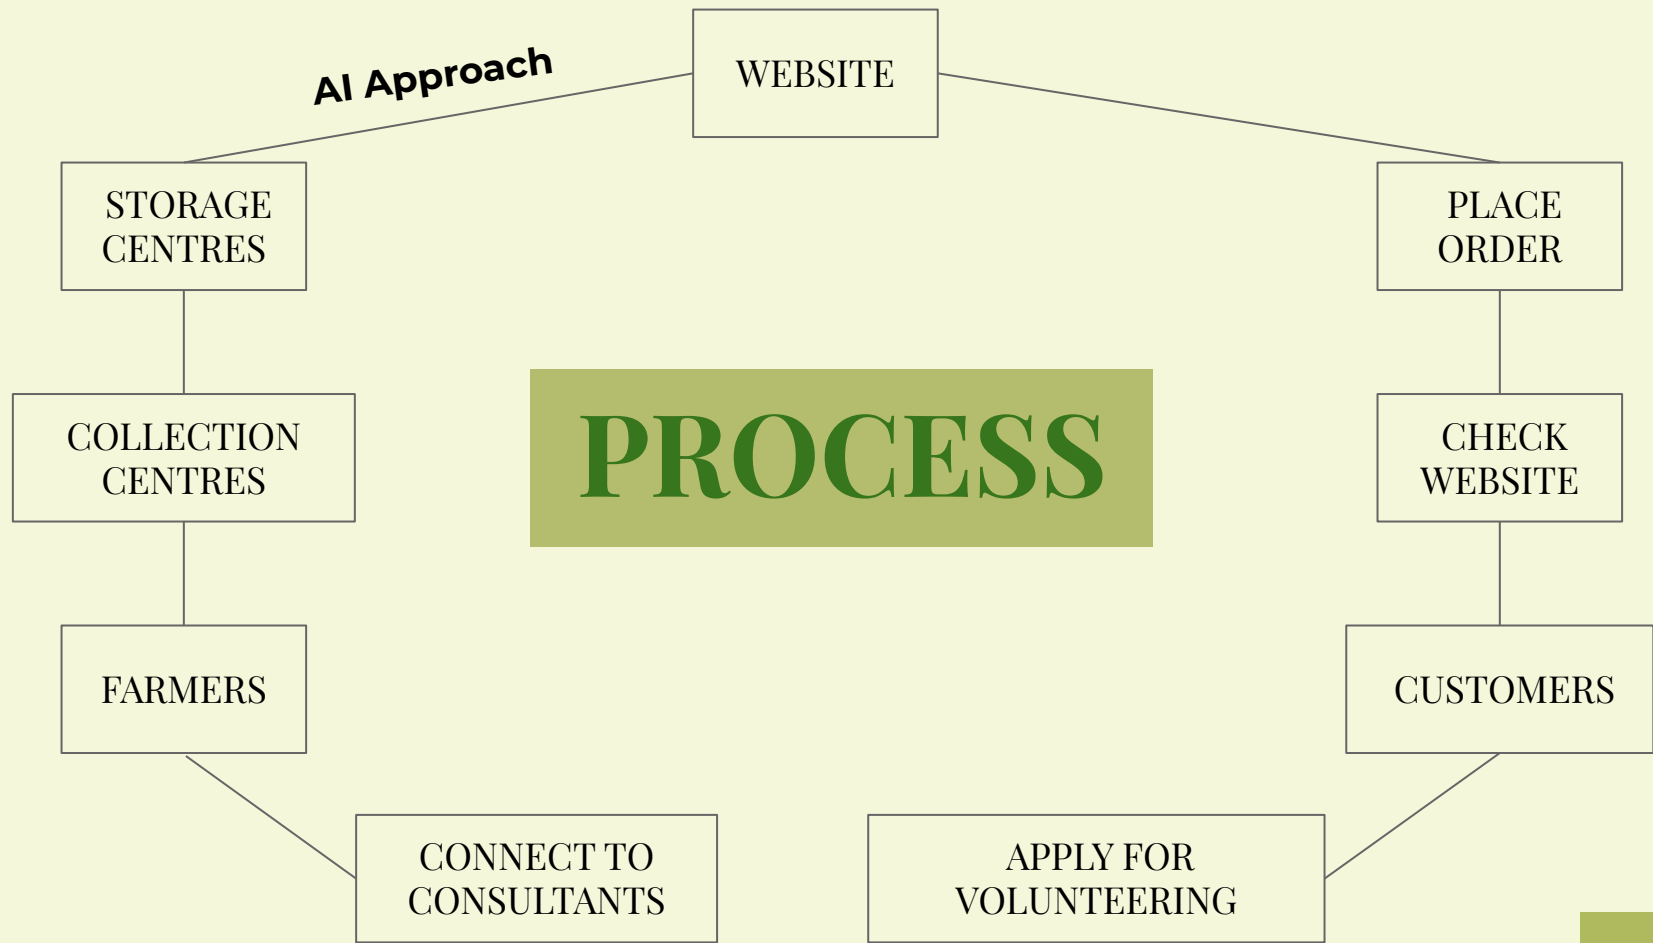 AI Approach
WEBSITE
STORAGE
CENTRES
PLACE
ORDER
COLLECTION
CENTRES
PROCESS
CHECK
WEBSITE
FARMERS
CUSTOMERS
CONNECT TO
CONSULTANTS
APPLY FOR
VOLUNTEERING